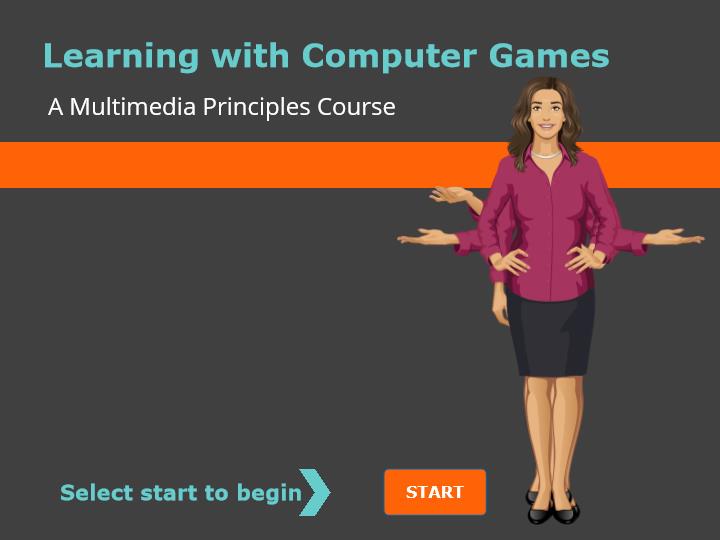 Learning with Computer Games
A Multimedia Principles Course
Select start to begin
START